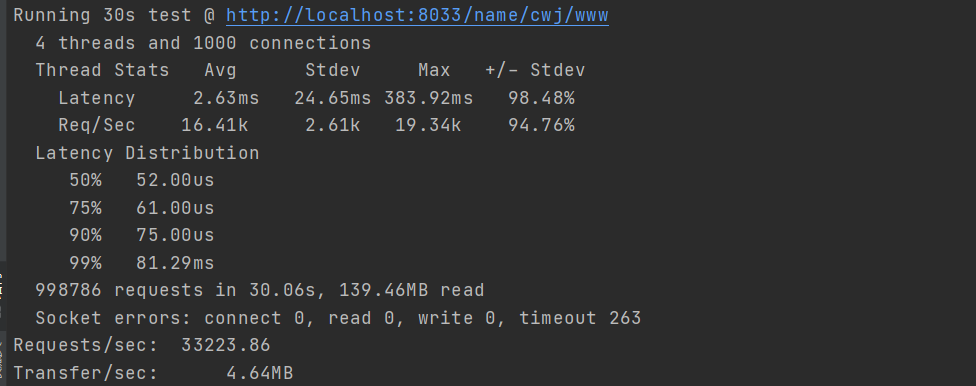 Running 30s test @ http://localhost:8033/name/cwj/www
4 threads and 1000 connections
Thread Stats   Avg      Stdev     Max   +/- Stdev
Latency     2.63ms   24.65ms 383.92ms   98.48%
Req/Sec    16.41k     2.61k   19.34k    94.76%
Latency Distribution
50%   52.00us
75%   61.00us
90%   75.00us
99%   81.29ms
998786 requests in 30.06s, 139.46MB read
Socket errors: connect 0, read 0, write 0, timeout 263
Requests/sec:  33223.86
Transfer/sec:      4.64MB